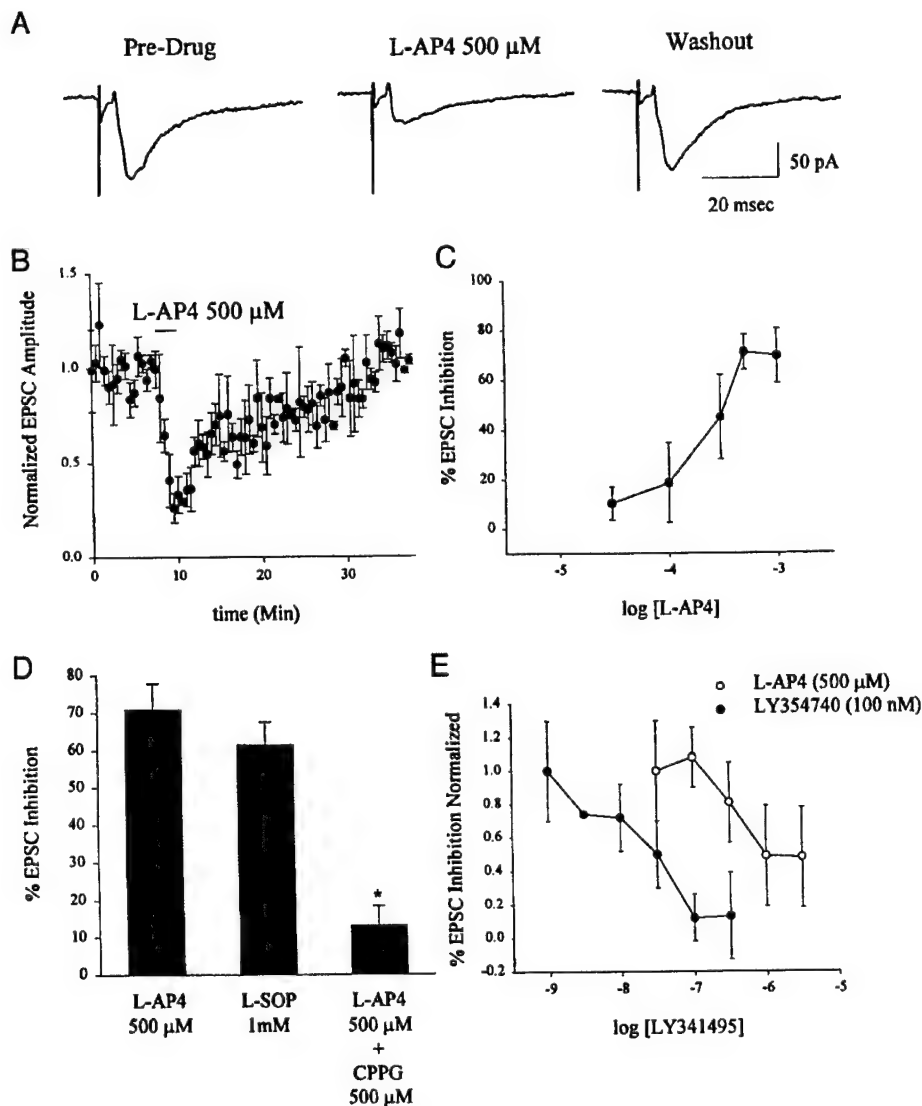 A
Pre-Drug
L-AP4 500 μM
Washout
50 pA
20 msec
B
L-AP4 500 μM
Normalized EPSC Amplitude
1.5
1.0
0.5
0.0
0
10
20
30
time (Min)
C
% EPSC Inhibition
100
80
60
40
20
0
-5
-4
-3
log [L-AP4]
D
% EPSC Inhibition
80
70
60
50
40
30
20
10
0
*
L-AP4
500 μM
L-SOP
1mM
L-AP4
500 μM
+
CPPG
500 μM
E
L-AP4 (500 μM)
LY354740 (100 nM)
% EPSC Inhibition Normalized
1.4
1.2
1.0
0.8
0.6
0.4
0.2
0.0
-0.2
-9
-8
-7
-6
-5
log [LY341495]